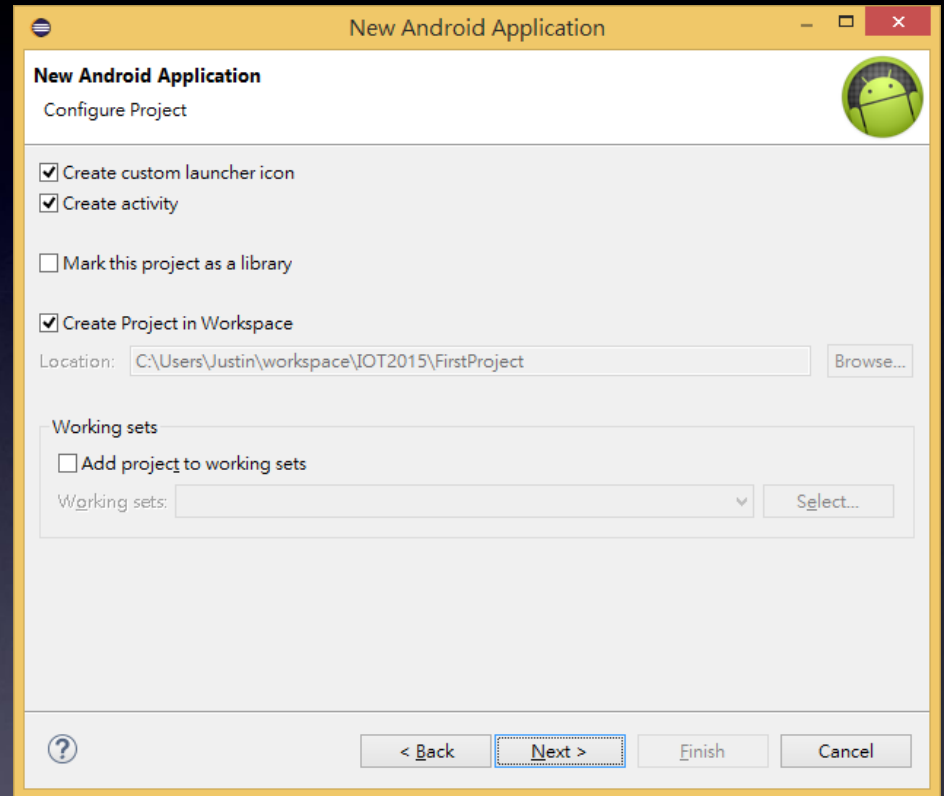 New Android Application
New Android Application
Configure Project
Create custom launcher icon
Create activity
Mark this project as a library
Create Project in Workspace
Location: C:\Users\Justin\workspace\IOT2015\FirstProject Browse...
Working sets
Add project to working sets
Working sets: Select...
? < Back Next > Finish Cancel